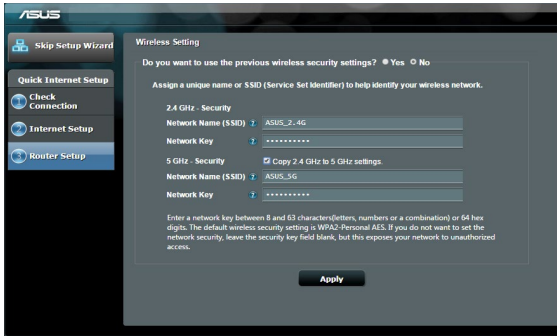 ASUS
Skip Setup Wizard
Quick Internet Setup
1 Check
Connection
2 Internet Setup
3 Router Setup
Wireless Setting
Do you want to use the previous wireless security settings? Yes No
Assign a unique name or SSID (Service Set Identifier) to help identify your wireless network.
2.4 GHz - Security
Network Name (SSID) ? ASUS_2.4G
Network Key ? ••••••••••
5 GHz - Security Copy 2.4 GHz to 5 GHz settings.
Network Name (SSID) ? ASUS_5G
Network Key ? ••••••••••
Enter a network key between 8 and 63 characters(letters, numbers or a combination) or 64 hex
digits. The default wireless security setting is WPA2-Personal AES. If you do not want to set the
network security, leave the security key field blank, but this exposes your network to unauthorized
access.
Apply